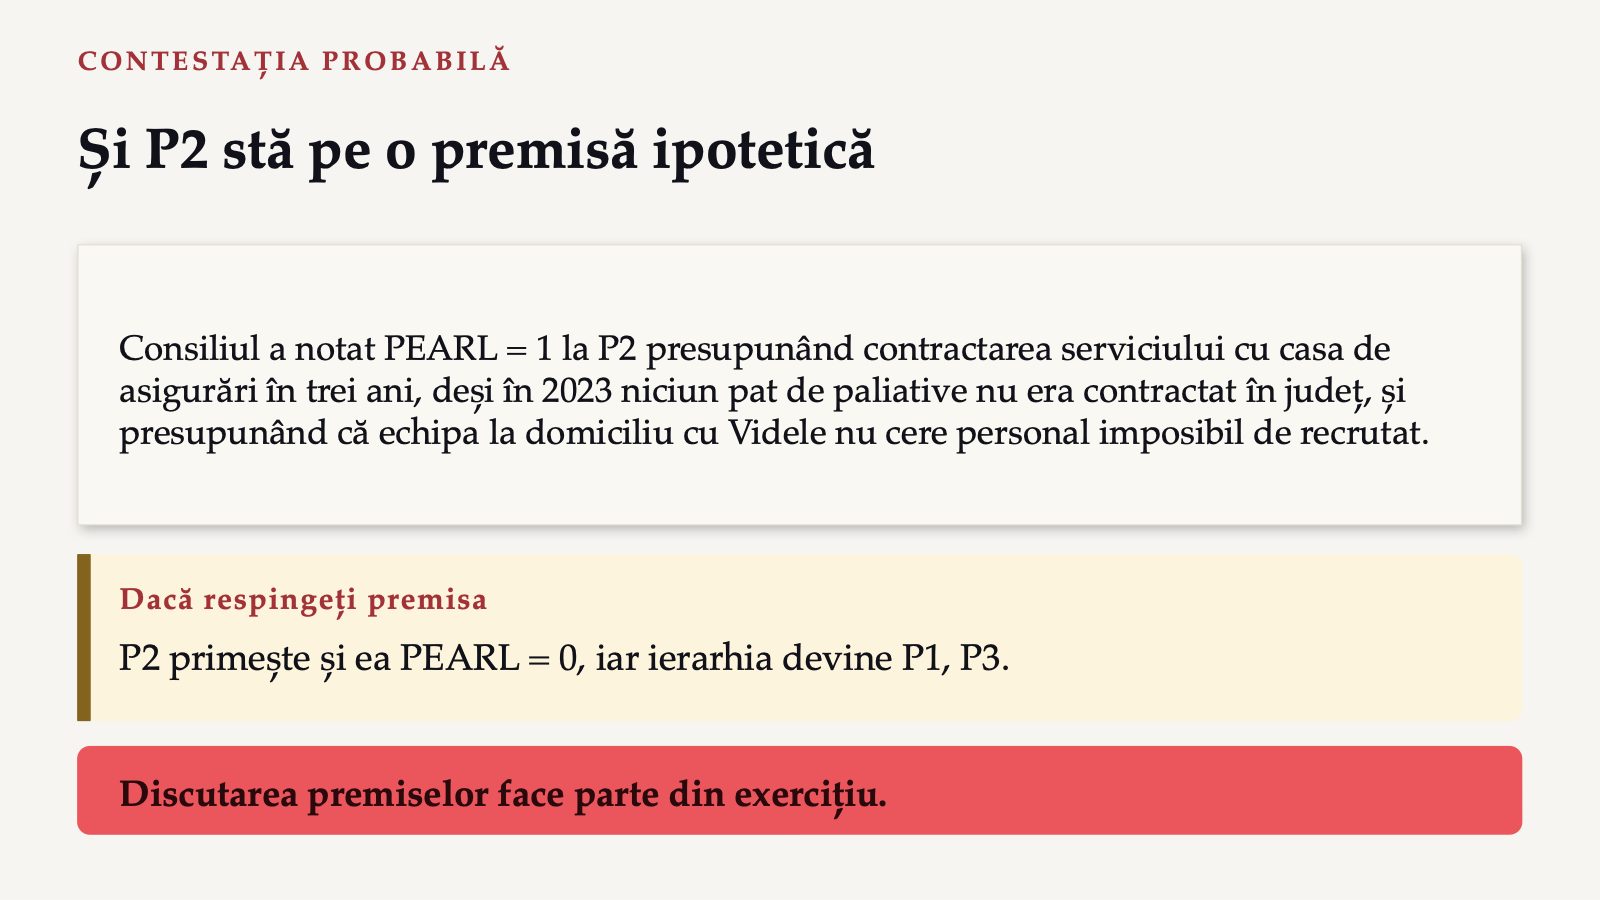 CONTESTAȚIA PROBABILĂ
Și P2 stă pe o premisă ipotetică
Consiliul a notat PEARL = 1 la P2 presupunând contractarea serviciului cu casa de
asigurări în trei ani, deși în 2023 niciun pat de paliative nu era contractat în județ, și
presupunând că echipa la domiciliu cu Videle nu cere personal imposibil de recrutat.
Dacă respingeți premisa
P2 primește și ea PEARL = 0, iar ierarhia devine P1, P3.
Discutarea premiselor face parte din exercițiu.